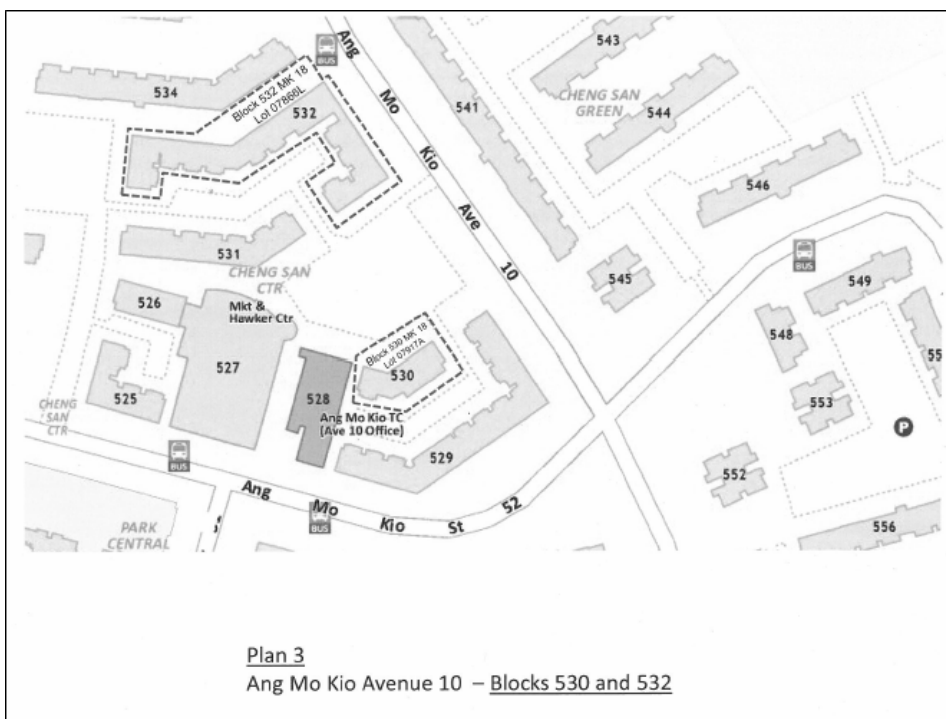 Ang Mo Kio Ave 10
BUS
543
534
Block 532 MK 18
Lot 07866L
532
541
CHENG SAN
GREEN
544
546
531
CHENG SAN
CTR
545
BUS
549
526
Mkt &
Hawker Ctr
548
527
Block 530 MK 18
Lot 07917A
530
525
528
553
CHENG
SAN
CTR
Ang Mo Kio TC
(Ave 10 Office)
P
529
BUS
552
Ang Mo Kio St 52
BUS
PARK
CENTRAL
556
Plan 3
Ang Mo Kio Avenue 10 – Blocks 530 and 532